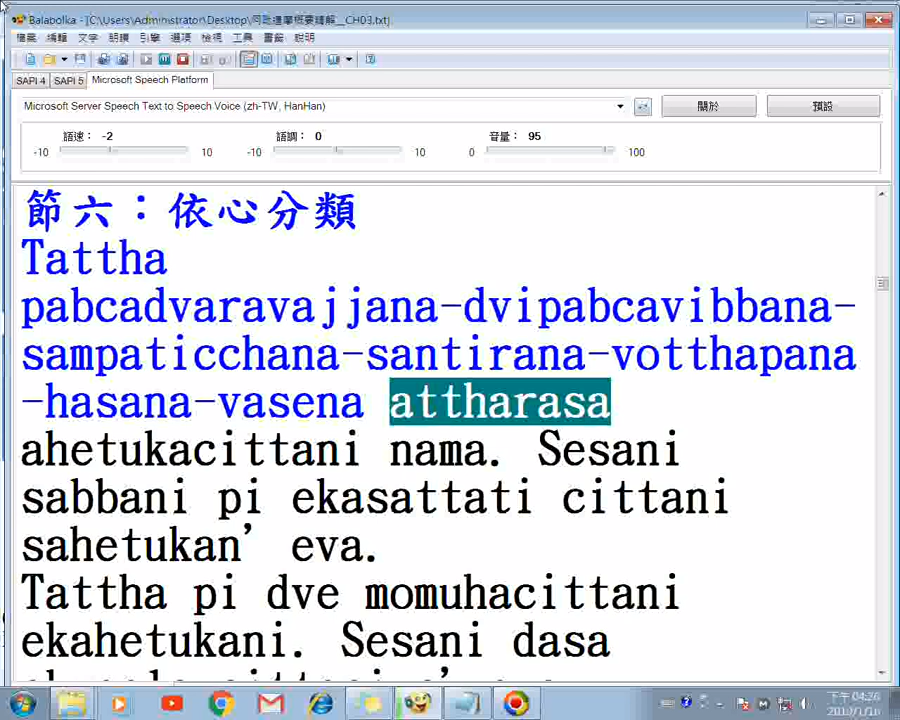 Balabolka - [C:\Users\Administrator\Desktop\阿毗達摩概要精解__CH03.txt]
檔案 編輯 文字 朗讀 引擎 選項 檢視 工具 書籤 說明
SAPI 4 SAPI 5 Microsoft Speech Platform
Microsoft Server Speech Text to Speech Voice (zh-TW, HanHan) 關於 預設
語速: -2 語調: 0 音量: 95
-10 10 -10 10 0 100
節六：依心分類
Tattha
pabcadvaravajjana-dvipabcavibbana-
sampaticchana-santirana-votthapana
-hasana-vasena attharasa
ahetukacittani nama. Sesani
sabbani pi ekasattati cittani
sahetukan' eva.
Tattha pi dve momuhacittani
ekahetukani. Sesani dasa
下午 04:26